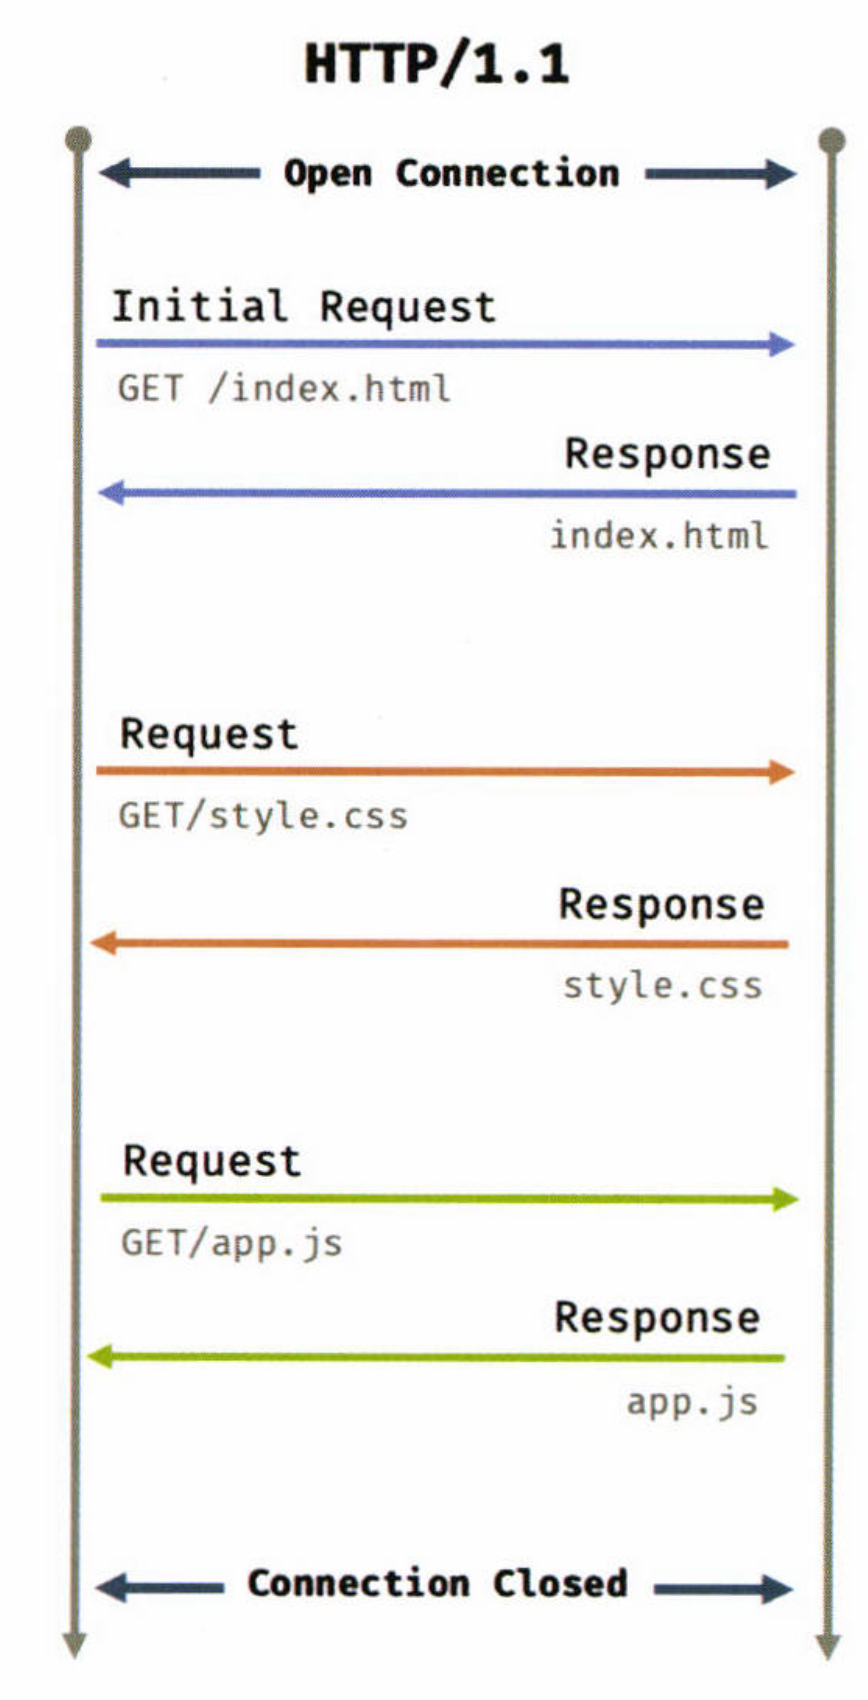 HTTP/1.1
Open Connection
Initial Request
GET /index.html
Response
index.html
Request
GET/style.css
Response
style.css
Request
GET/app.js
Response
app.js
Connection Closed